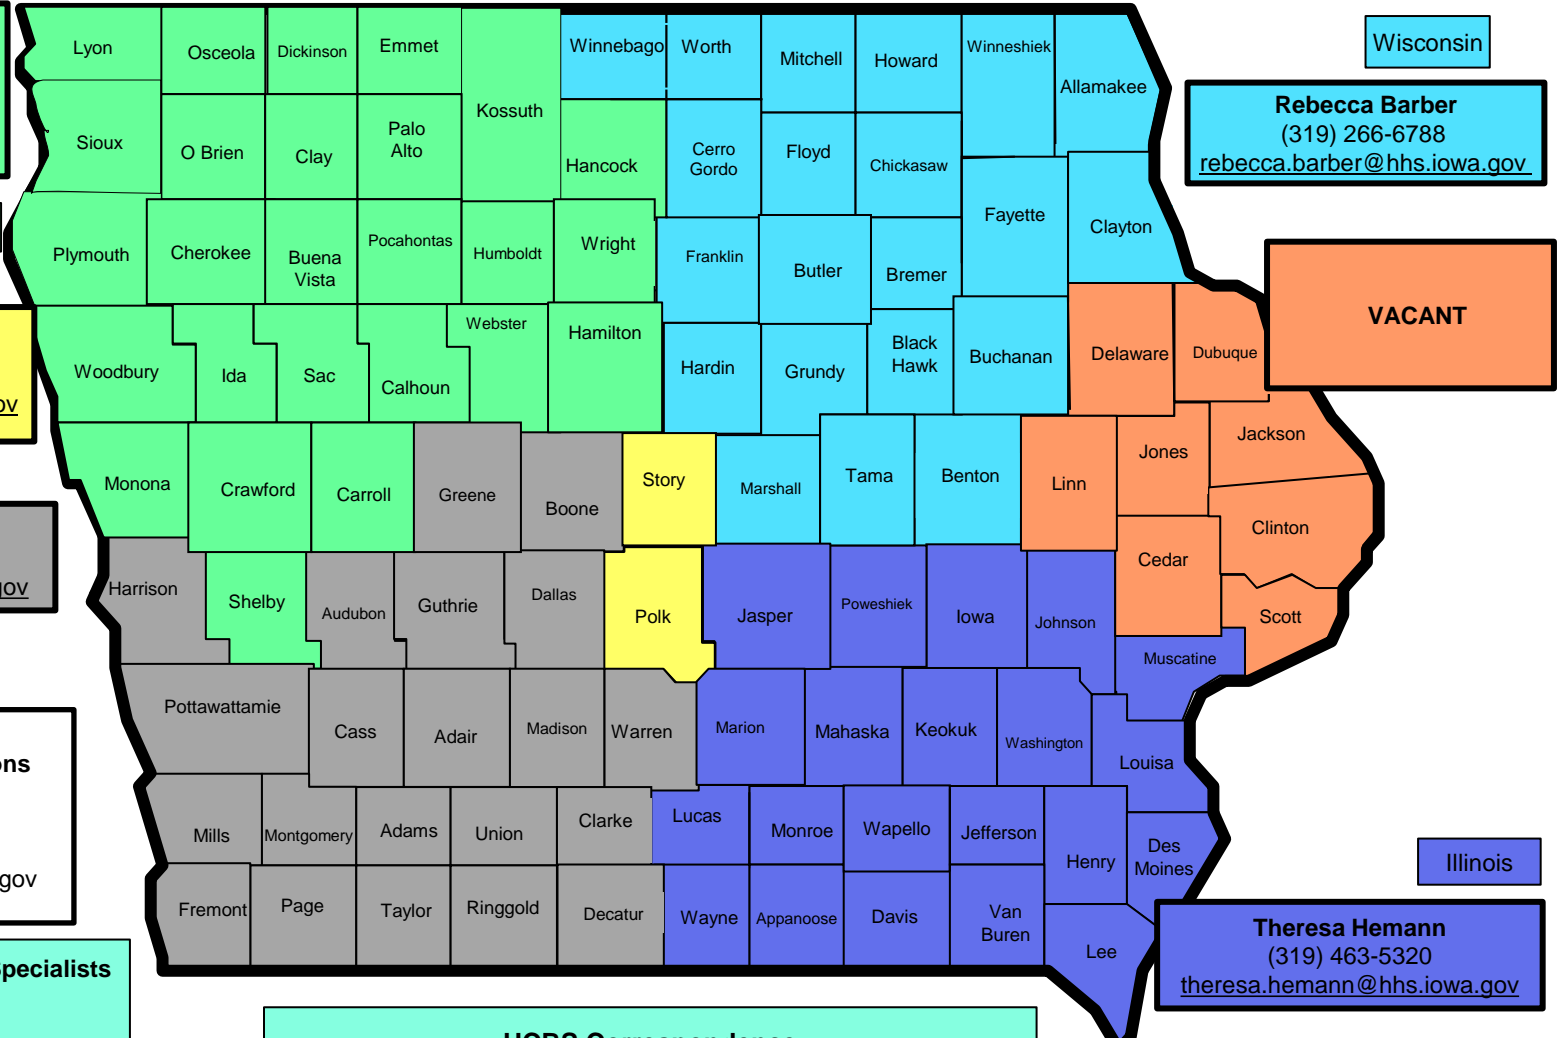 Lyon
Osceola
Dickinson
Emmet
Kossuth
Winnebago
Worth
Mitchell
Howard
Winneshiek
Allamakee
Wisconsin
Rebecca Barber
(319) 266-6788
rebecca.barber@hhs.iowa.gov
Sioux
O Brien
Clay
Palo
Alto
Hancock
Cerro
Gordo
Floyd
Chickasaw
Fayette
Clayton
Plymouth
Cherokee
Buena
Vista
Pocahontas
Humboldt
Wright
Franklin
Butler
Bremer
VACANT
Woodbury
Ida
Sac
Calhoun
Webster
Hamilton
Hardin
Grundy
Black
Hawk
Buchanan
Delaware
Dubuque
ov
Monona
Crawford
Carroll
Greene
Boone
Story
Marshall
Tama
Benton
Linn
Jones
Jackson
Clinton
Cedar
gov
Harrison
Shelby
Audubon
Guthrie
Dallas
Polk
Jasper
Poweshiek
Iowa
Johnson
Scott
Muscatine
Pottawattamie
Cass
Adair
Madison
Warren
Marion
Mahaska
Keokuk
Washington
Louisa
ons
Mills
Montgomery
Adams
Union
Clarke
Lucas
Monroe
Wapello
Jefferson
Henry
Des
Moines
Illinois
gov
Fremont
Page
Taylor
Ringgold
Decatur
Wayne
Appanoose
Davis
Van
Buren
Lee
Theresa Hemann
(319) 463-5320
theresa.hemann@hhs.iowa.gov
Specialists